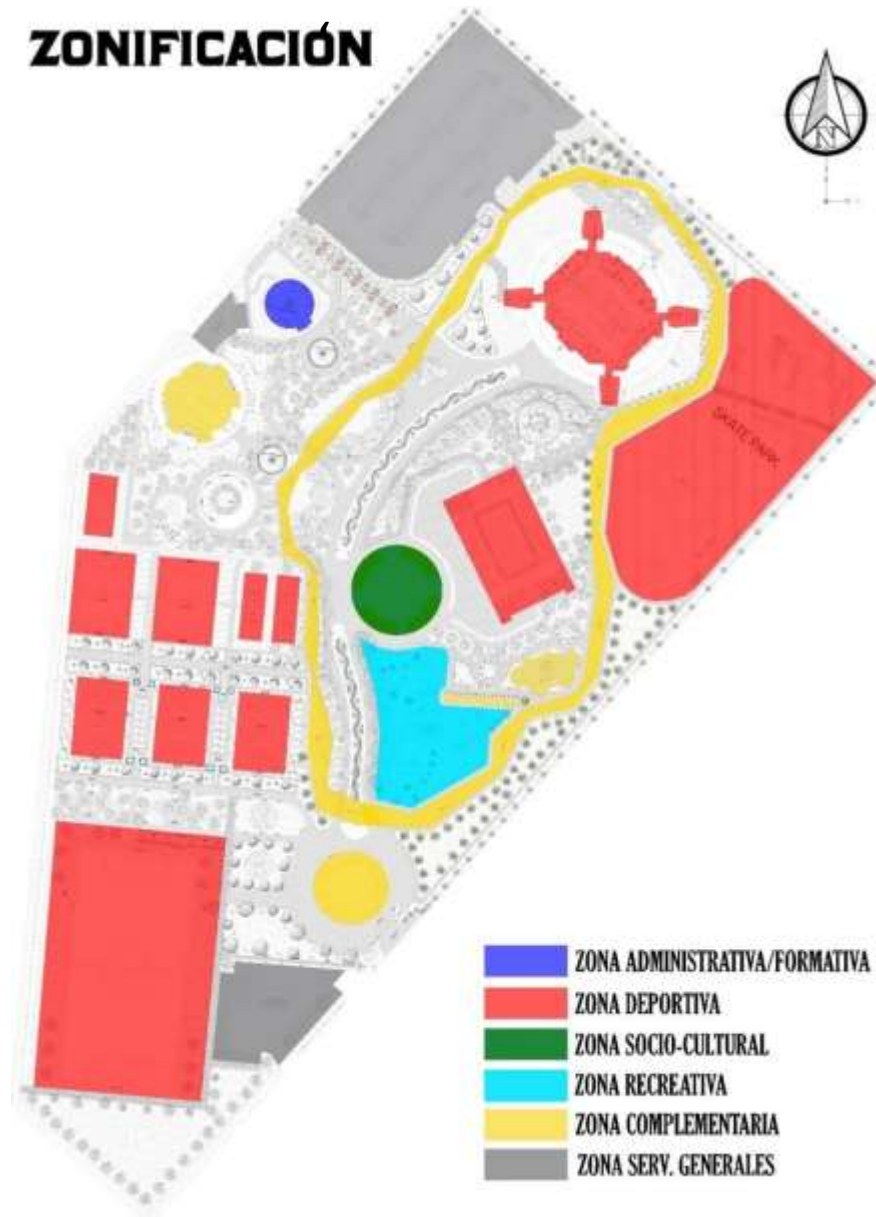 ZONIFICACIÓN
N
SKATE PARK
ZONA ADMINISTRATIVA/FORMATIVA
ZONA DEPORTIVA
ZONA SOCIO-CULTURAL
ZONA RECREATIVA
ZONA COMPLEMENTARIA
ZONA SERV. GENERALES